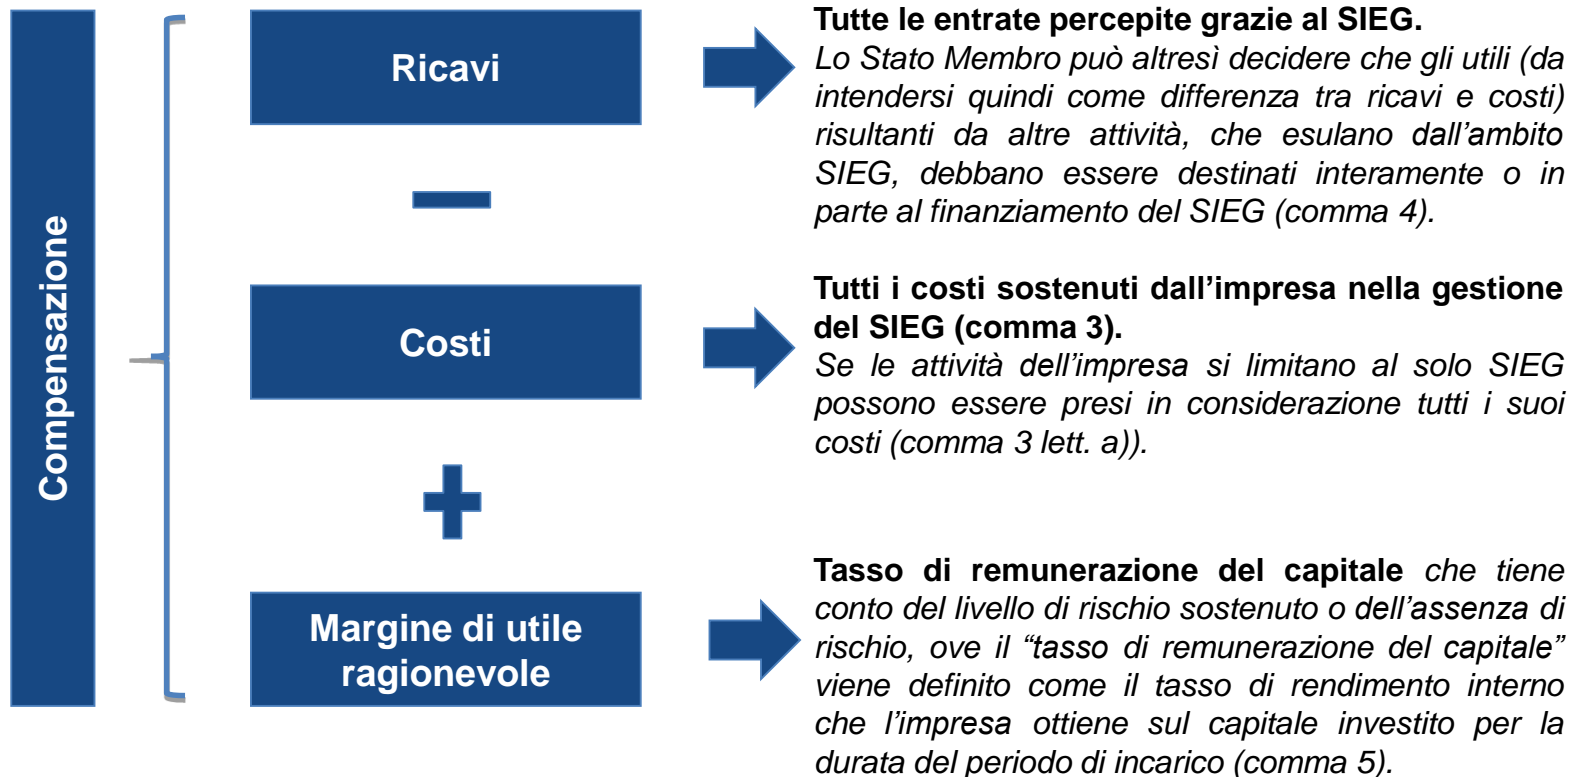 Compensazione
Ricavi
Tutte le entrate percepite grazie al SIEG.
Lo Stato Membro può altresì decidere che gli utili (da
intendersi quindi come differenza tra ricavi e costi)
risultanti da altre attività, che esulano dall’ambito
SIEG, debbano essere destinati interamente o in
parte al finanziamento del SIEG (comma 4).
Costi
Tutti i costi sostenuti dall’impresa nella gestione
del SIEG (comma 3).
Se le attività dell’impresa si limitano al solo SIEG
possono essere presi in considerazione tutti i suoi
costi (comma 3 lett. a)).
Margine di utile
ragionevole
Tasso di remunerazione del capitale che tiene
conto del livello di rischio sostenuto o dell’assenza di
rischio, ove il “tasso di remunerazione del capitale”
viene definito come il tasso di rendimento interno
che l’impresa ottiene sul capitale investito per la
durata del periodo di incarico (comma 5).